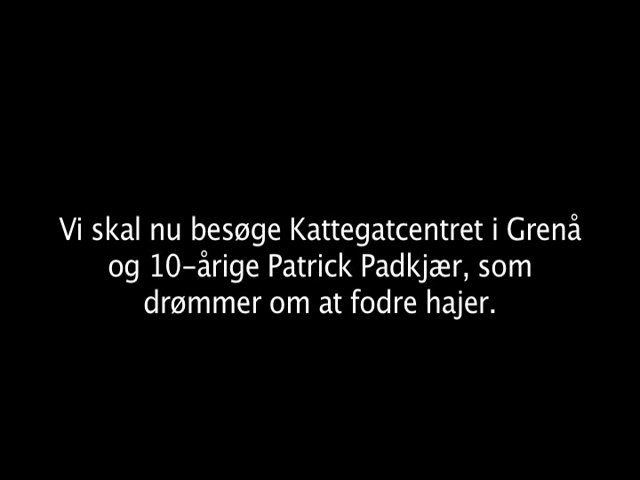 Vi skal nu besøge Kattegatcentret i Grenå
og 10-årige Patrick Padkjær, som
drømmer om at fodre hajer.